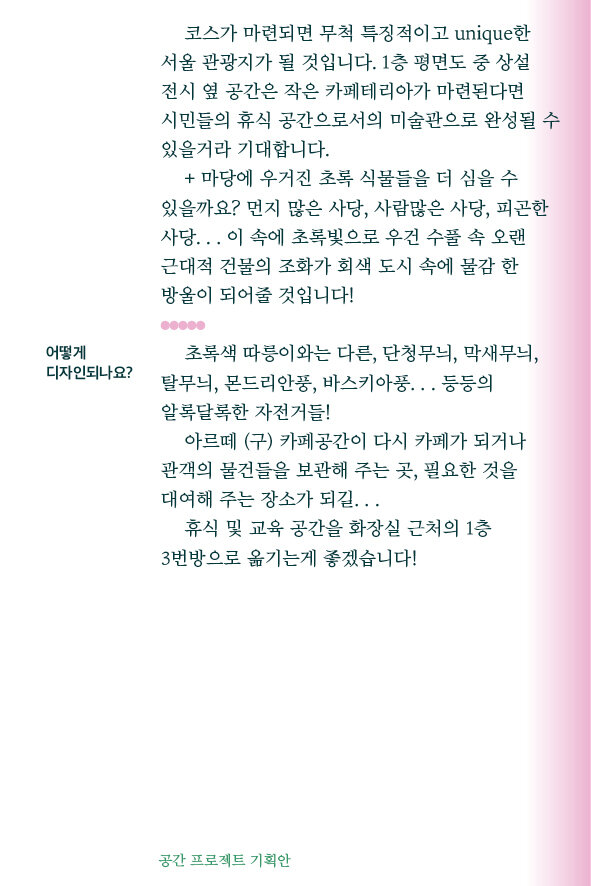 코스가 마련되면 무척 특징적이고 unique한
서울 관광지가 될 것입니다. 1층 평면도 중 상설
전시 옆 공간은 작은 카페테리아가 마련된다면
시민들의 휴식 공간으로서의 미술관으로 완성될 수
있을거라 기대합니다.
+ 마당에 우거진 초록 식물들을 더 심을 수
있을까요? 먼지 많은 사당, 사람많은 사당, 피곤한
사당. . . 이 속에 초록빛으로 우건 수풀 속 오랜
근대적 건물의 조화가 회색 도시 속에 물감 한
방울이 되어줄 것입니다!
어떻게
디자인되나요?
초록색 따릉이와는 다른, 단청무늬, 막새무늬,
탈무늬, 몬드리안풍, 바스키아풍. . . 등등의
알록달록한 자전거들!
아르떼 (구) 카페공간이 다시 카페가 되거나
관객의 물건들을 보관해 주는 곳, 필요한 것을
대여해 주는 장소가 되길. . .
휴식 및 교육 공간을 화장실 근처의 1층
3번방으로 옮기는게 좋겠습니다!
공간 프로젝트 기획안